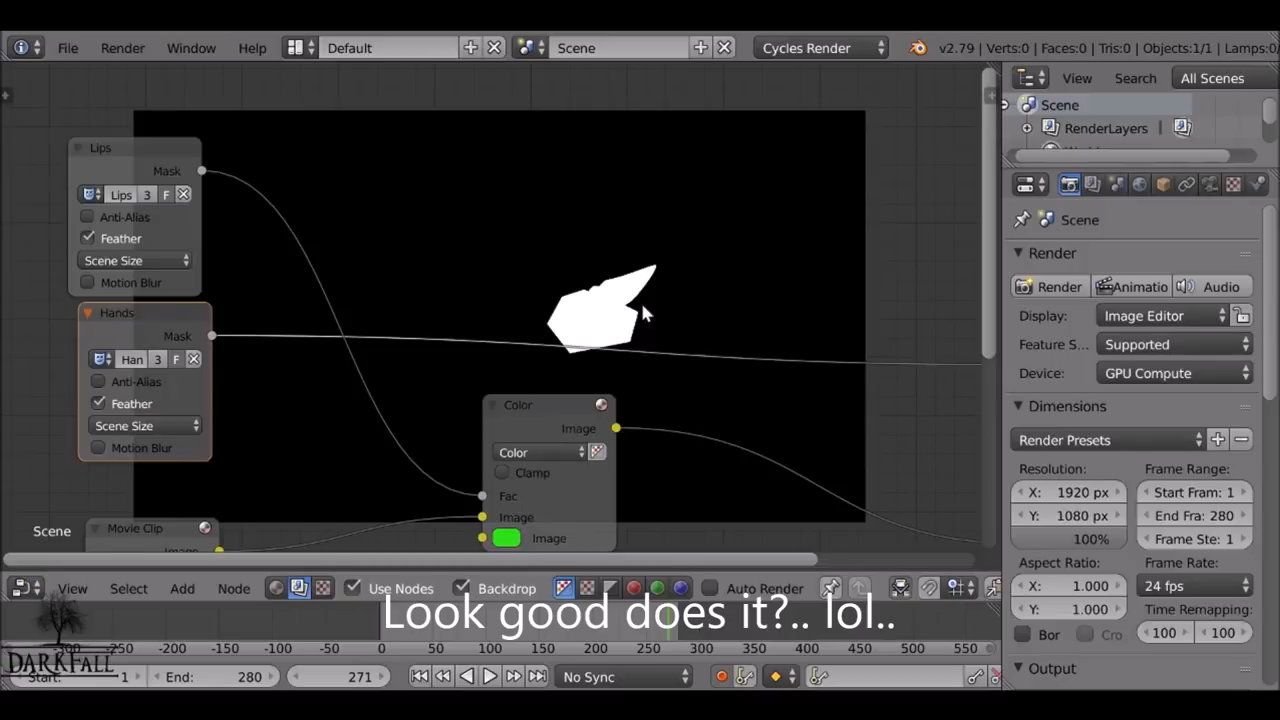 File Render Window Help Default Scene Cycles Render v2.79 | Verts:0 | Faces:0 | Tris:0 | Objects:1/1 | Lamps:0/
View Search All Scenes
Scene
RenderLayers
Lips
Mask
Lips 3 F
Anti-Alias
Feather
Scene Size
Motion Blur
Hands
Mask
Han 3 F
Anti-Alias
Feather
Scene Size
Motion Blur
Color
Image
Color
Clamp
Fac
Image
Image
Scene
Movie Clip
Scene
Render
Render Animatio Audio
Display: Image Editor
Feature S... Supported
Device: GPU Compute
Dimensions
Render Presets
Resolution: Frame Range:
X: 1920 px Start Fram: 1
Y: 1080 px End Fra: 280
100% Frame Ste: 1
Aspect Ratio: Frame Rate:
X: 1.000 24 fps
Y: 1.000 Time Remapping:
Bor Cro 100 100
Output
View Select Add Node Use Nodes Backdrop Auto Render
Look good does it?.. lol..
-250 -200 -150 -100 -50 0 50 100 150 200 250 300 350 400 450 500 550
DARKFALL
Start: 1 End: 280 271 No Sync